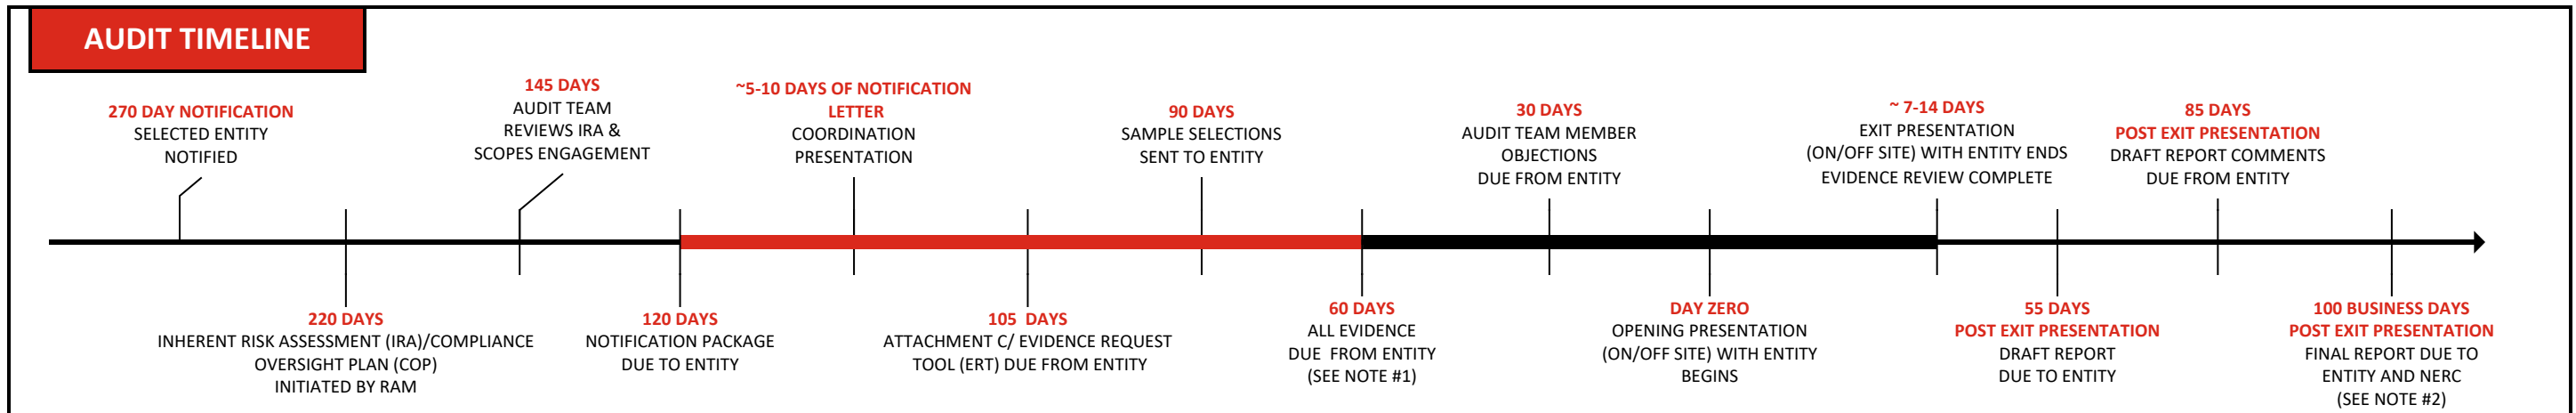 AUDIT TIMELINE
270 DAY NOTIFICATION
SELECTED ENTITY
NOTIFIED
220 DAYS
INHERENT RISK ASSESSMENT (IRA)/COMPLIANCE
OVERSIGHT PLAN (COP)
INITIATED BY RAM
145 DAYS
AUDIT TEAM
REVIEWS IRA &
SCOPES ENGAGEMENT
120 DAYS
NOTIFICATION PACKAGE
DUE TO ENTITY
~5-10 DAYS OF NOTIFICATION
LETTER
COORDINATION
PRESENTATION
105 DAYS
ATTACHMENT C/ EVIDENCE REQUEST
TOOL (ERT) DUE FROM ENTITY
90 DAYS
SAMPLE SELECTIONS
SENT TO ENTITY
60 DAYS
ALL EVIDENCE
DUE FROM ENTITY
(SEE NOTE #1)
30 DAYS
AUDIT TEAM MEMBER
OBJECTIONS
DUE FROM ENTITY
DAY ZERO
OPENING PRESENTATION
(ON/OFF SITE) WITH ENTITY
BEGINS
~ 7-14 DAYS
EXIT PRESENTATION
(ON/OFF SITE) WITH ENTITY ENDS
EVIDENCE REVIEW COMPLETE
55 DAYS
POST EXIT PRESENTATION
DRAFT REPORT
DUE TO ENTITY
85 DAYS
POST EXIT PRESENTATION
DRAFT REPORT COMMENTS
DUE FROM ENTITY
100 BUSINESS DAYS
POST EXIT PRESENTATION
FINAL REPORT DUE TO
ENTITY AND NERC
(SEE NOTE #2)